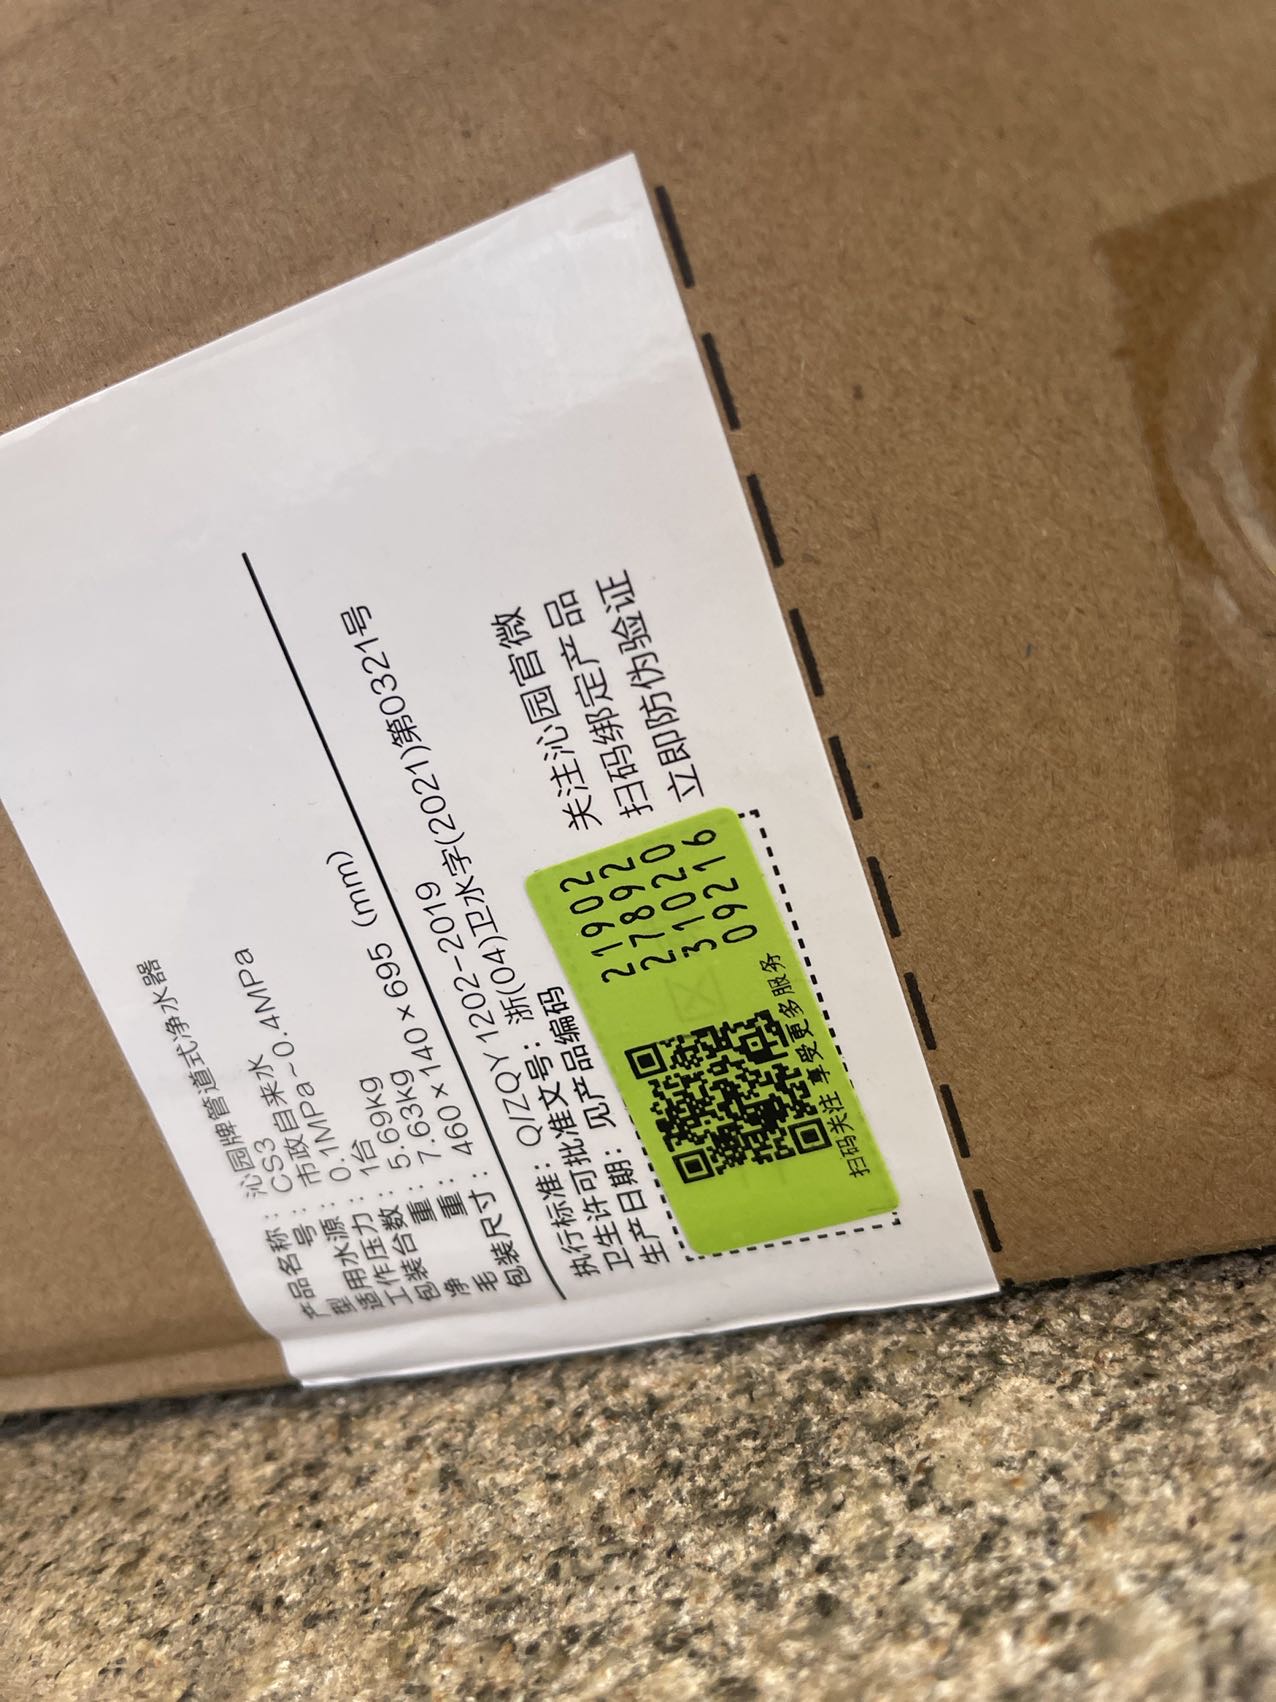 产品名称：沁园牌管道式净水器
型号：CS3
适用水源：市政自来水
工作压力：0.1MPa~0.4MPa
包装台数：1台
净重：5.69kg
毛重：7.63kg
包装尺寸：460×140×695 (mm)
执行标准：Q/ZQY 1202-2019
卫生许可批准文号：浙(04)卫水字(2021)第0321号
生产日期：见产品编码
21902
27892
31020
09216
扫码关注 享受更多服务
关注沁园官微
扫码绑定产品
立即防伪验证